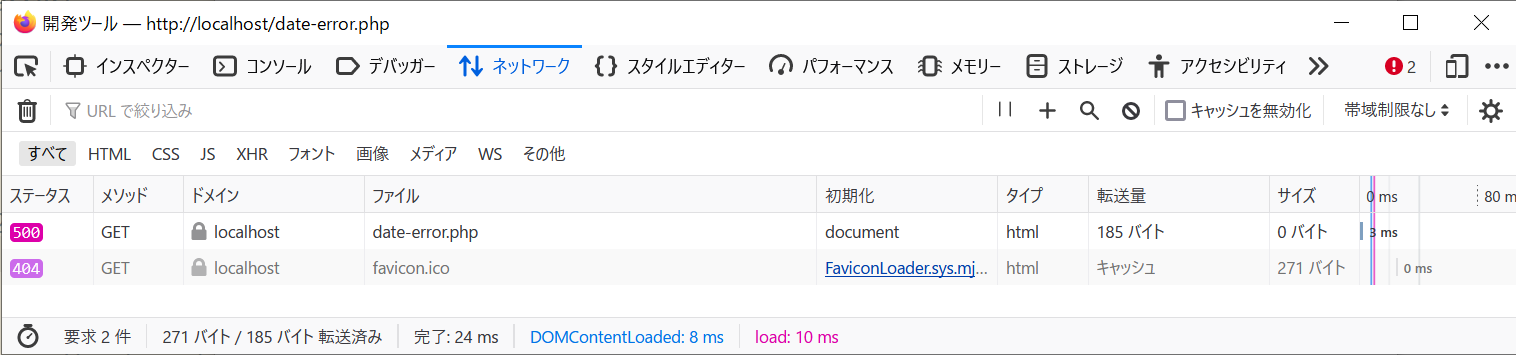 開発ツール — http://localhost/date-error.php
インスペクター コンソール デバッガー ネットワーク スタイルエディター パフォーマンス メモリー ストレージ アクセシビリティ 2
URL で絞り込み キャッシュを無効化 帯域制限なし
すべて HTML CSS JS XHR フォント 画像 メディア WS その他
ステータス メソッド ドメイン ファイル 初期化 タイプ 転送量 サイズ 0 ms 80 m
500 GET localhost date-error.php document html 185 バイト 0 バイト 3 ms
404 GET localhost favicon.ico FaviconLoader.sys.mj... html キャッシュ 271 バイト 0 ms
要求 2 件 271 バイト / 185 バイト 転送済み 完了: 24 ms DOMContentLoaded: 8 ms load: 10 ms